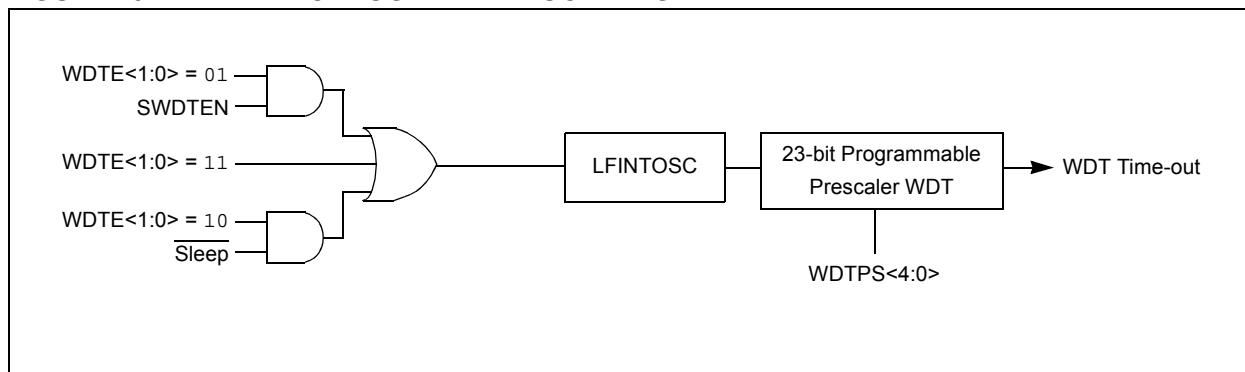 WDTE<1:0> = 01
SWDTEN
WDTE<1:0> = 11
WDTE<1:0> = 10
Sleep
LFINTOSC
23-bit Programmable
Prescaler WDT
WDT Time-out
WDTPS<4:0>